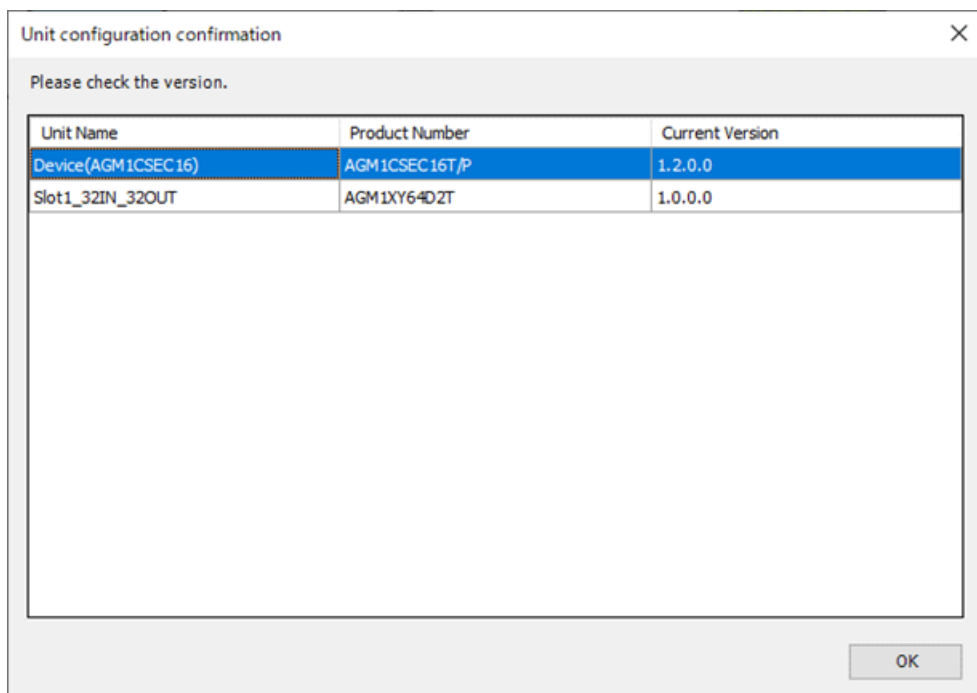 Unit configuration confirmation
Please check the version.
Unit Name Product Number Current Version
Device(AGM1CSEC16) AGM1CSEC16T/P 1.2.0.0
Slot1_32IN_32OUT AGM1XY64D2T 1.0.0.0
OK